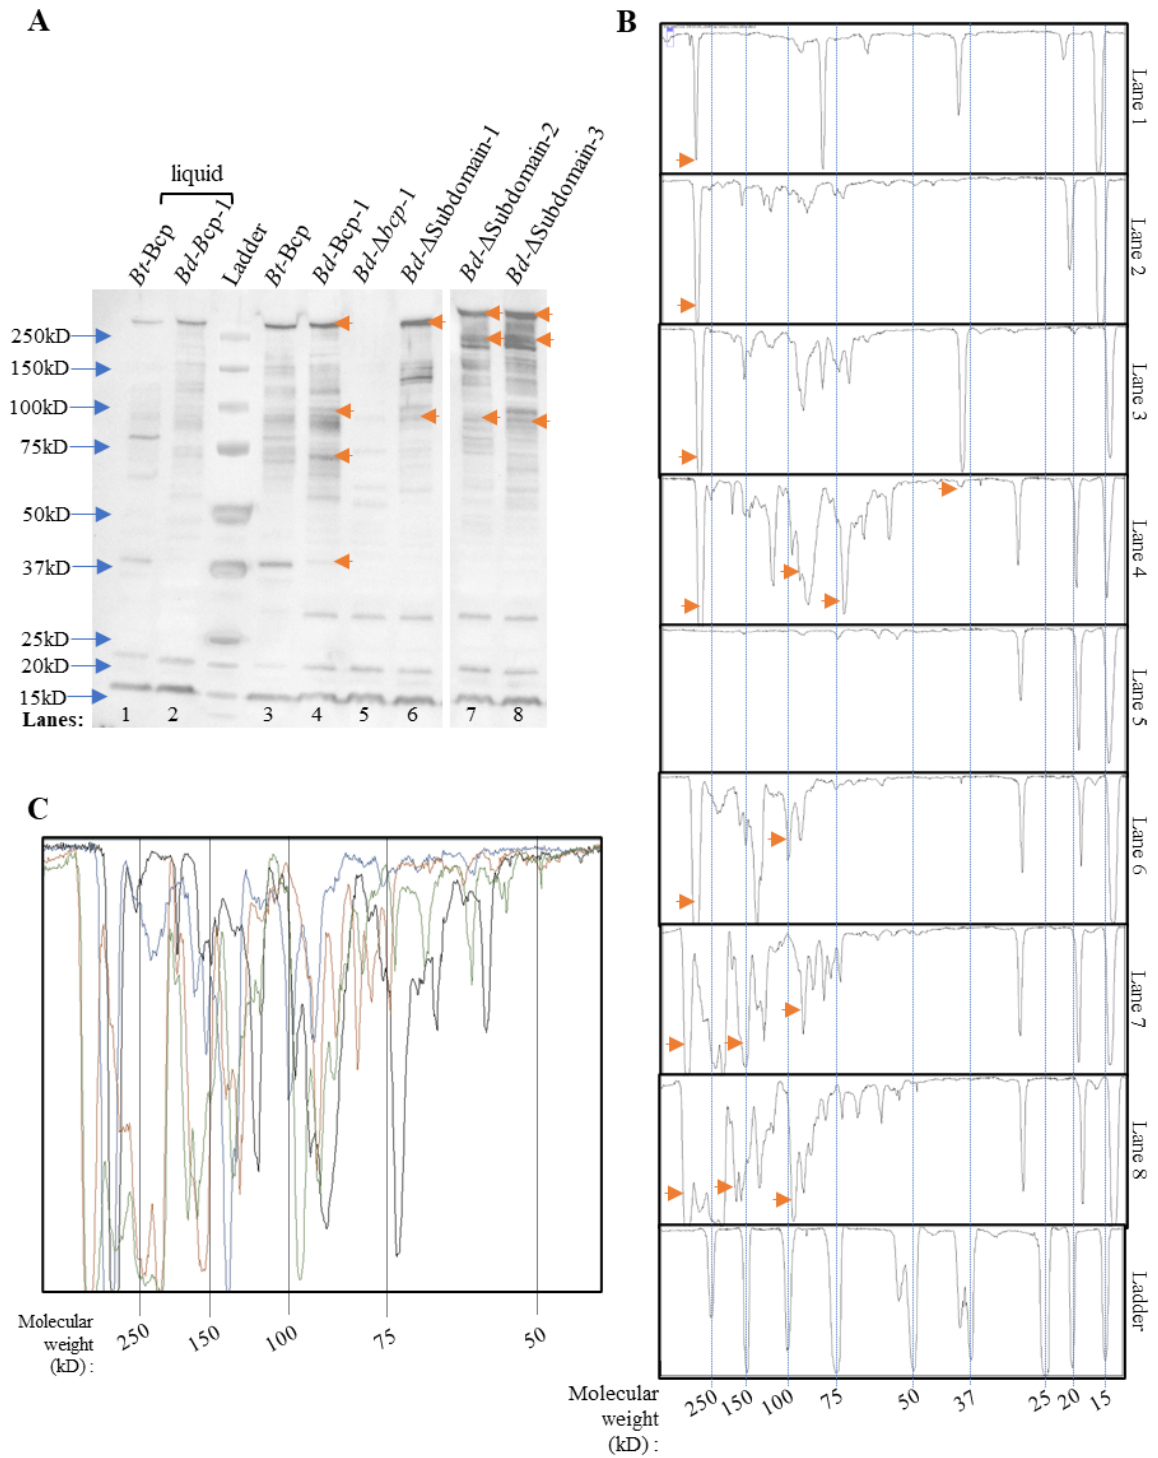 A
liquid
Bt-Bcp
Bd-Bcp-1
Ladder
Bt-Bcp
Bd-Bcp-1
Bd-Δbcp-1
Bd-ΔSubdomain-1
Bd-ΔSubdomain-2
Bd-ΔSubdomain-3
250kD
150kD
100kD
75kD
50kD
37kD
25kD
20kD
15kD
Lanes: 1 2 3 4 5 6 7 8
B
Lane 1
Lane 2
Lane 3
Lane 4
Lane 5
Lane 6
Lane 7
Lane 8
Ladder
250 150 100 75 50 37 25 20 15
Molecular
weight
(kD) :
C
250 150 100 75 50
Molecular
weight
(kD) :